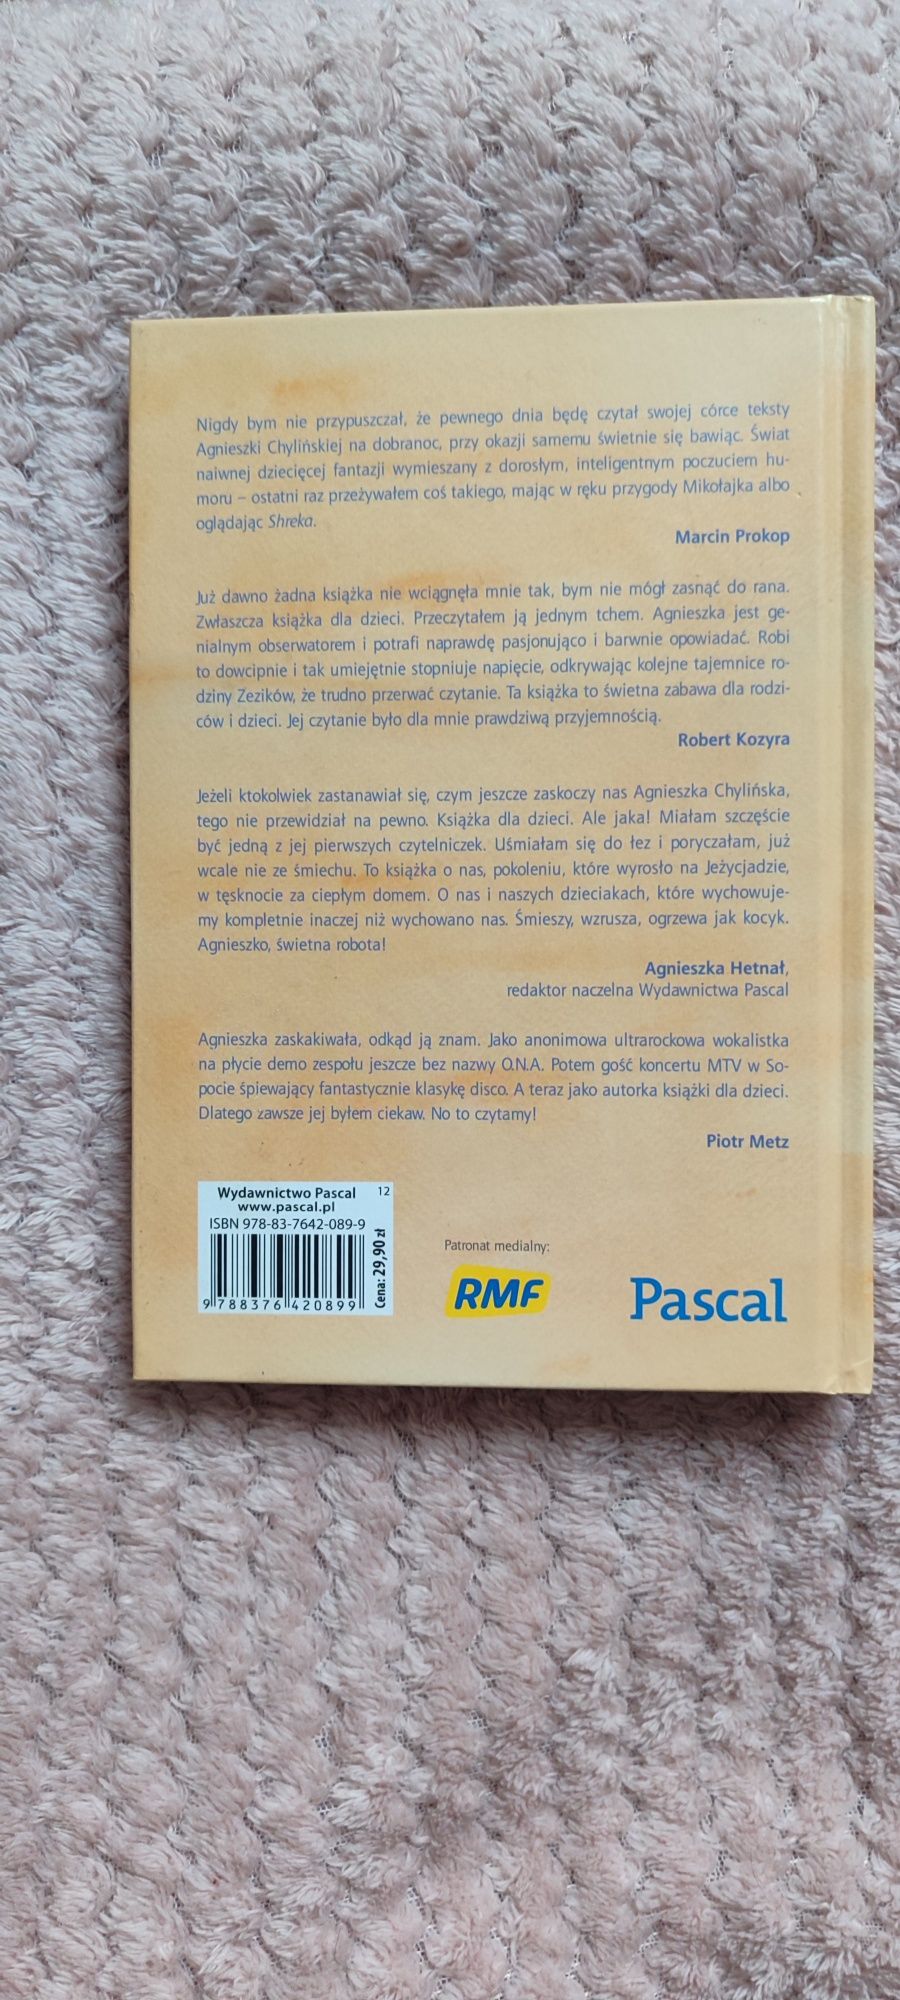 Nigdy bym nie przypuszczał, że pewnego dnia będę czytał swojej córce teksty
Agnieszki Chylińskiej na dobranoc, przy okazji samemu świetnie się bawiąc. Świat
naiwnej dziecięcej fantazji wymieszany z dorosłym, inteligentnym poczuciem hu-
moru – ostatni raz przeżywałem coś takiego, mając w ręku przygody Mikołajka albo
oglądając Shreka.
Marcin Prokop
Już dawno żadna książka nie wciągnęła mnie tak, bym nie mógł zasnąć do rana.
Zwłaszcza książka dla dzieci. Przeczytałem ją jednym tchem. Agnieszka jest ge-
nialnym obserwatorem i potrafi naprawdę pasjonująco i barwnie opowiadać. Robi
to dowcipnie i tak umiejętnie stopniuje napięcie, odkrywając kolejne tajemnice ro-
dziny Zezików, że trudno przerwać czytanie. Ta książka to świetna zabawa dla rodzi-
ców i dzieci. Jej czytanie było dla mnie prawdziwą przyjemnością.
Robert Kozyra
Jeżeli ktokolwiek zastanawiał się, czym jeszcze zaskoczy nas Agnieszka Chylińska,
tego nie przewidział na pewno. Książka dla dzieci. Ale jaka! Miałam szczęście
być jedną z jej pierwszych czytelniczek. Uśmiałam się do łez i poryczałam, już
wcale nie ze śmiechu. To książka o nas, pokoleniu, które wyrosło na Jeżycjadzie,
w tęsknocie za ciepłym domem. O nas i naszych dzieciakach, które wychowuje-
my kompletnie inaczej niż wychowano nas. Śmieszy, wzrusza, ogrzewa jak kocyk.
Agnieszko, świetna robota!
Agnieszka Hetnał,
redaktor naczelna Wydawnictwa Pascal
Agnieszka zaskakiwała, odkąd ją znam. Jako anonimowa ultrarockowa wokalistka
na płycie demo zespołu jeszcze bez nazwy O.N.A. Potem gość koncertu MTV w So-
pocie śpiewający fantastycznie klasykę disco. A teraz jako autorka książki dla dzieci.
Dlatego zawsze jej byłem ciekaw. No to czytamy!
Piotr Metz
Wydawnictwo Pascal 12
www.pascal.pl
ISBN 978-83-7642-089-9
9 788376 420899
Cena: 29,90 zł
Patronat medialny:
RMF
Pascal